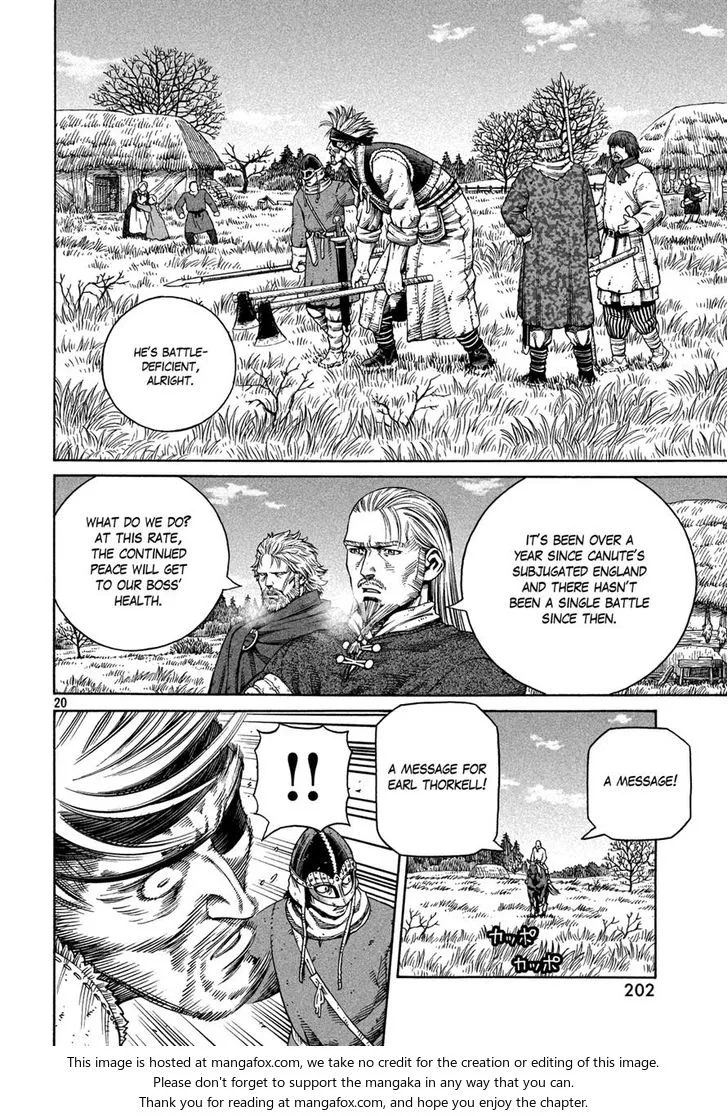 HE'S BATTLE-
DEFICIENT,
ALRIGHT.
IT'S BEEN OVER A
YEAR SINCE CANUTE'S
SUBJUGATED ENGLAND
AND THERE HASN'T
BEEN A SINGLE BATTLE
SINCE THEN.
WHAT DO WE DO?
AT THIS RATE,
THE CONTINUED
PEACE WILL GET
TO OUR BOSS'
HEALTH.
20
A MESSAGE!
A MESSAGE FOR
EARL THORKELL!
カッポ
カッポ
!!
202
This image is hosted at mangafox.com, we take no credit for the creation or editing of this image.
Please don't forget to support the mangaka in any way that you can.
Thank you for reading at mangafox.com, and hope you enjoy the chapter.